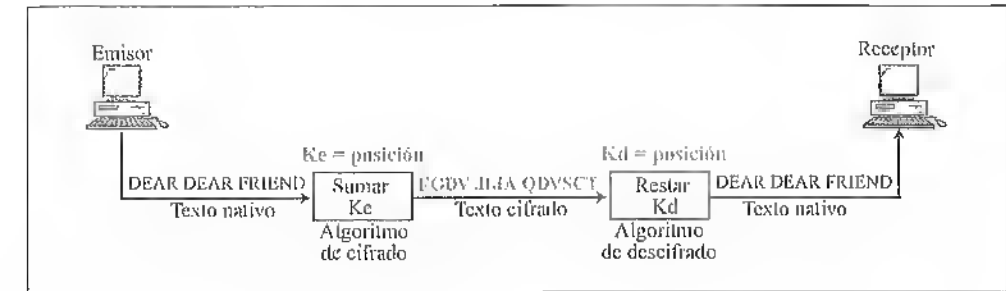 Emisor
Receptor
Ke = posición
Kd = posición
DEAR DEAR FRIEND
Sumar
EGDV JLIA QDVSCT
Restar
DEAR DEAR FRIEND
Texto nativo
Ke
Texto cifrado
Kd
Texto nativo
Algoritmo
de cifrado
Algoritmo
de descifrado